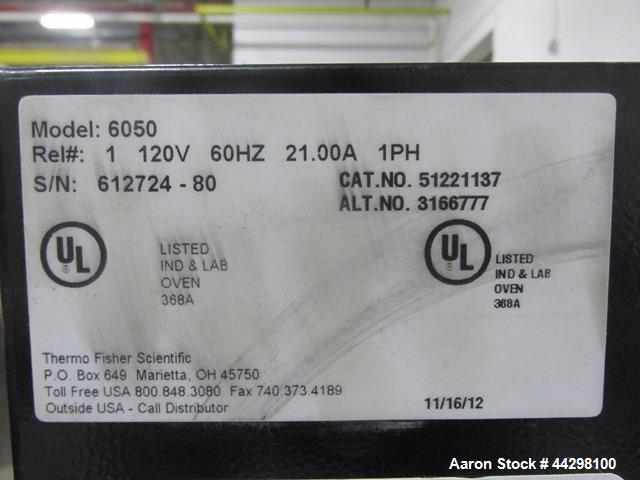 Model: 6050
Rel#: 1 120V 60HZ 21.00A 1PH
S/N: 612724 - 80
CAT.NO. 51221137
ALT.NO. 3166777
UL
®
LISTED
IND & LAB
OVEN
368A
UL
®
LISTED
IND & LAB
OVEN
368A
Thermo Fisher Scientific
P.O. Box 649 Marietta, OH 45750
Toll Free USA 800.848.3080 Fax 740.373.4189
Outside USA - Call Distributor
11/16/12
Aaron Stock # 44298100